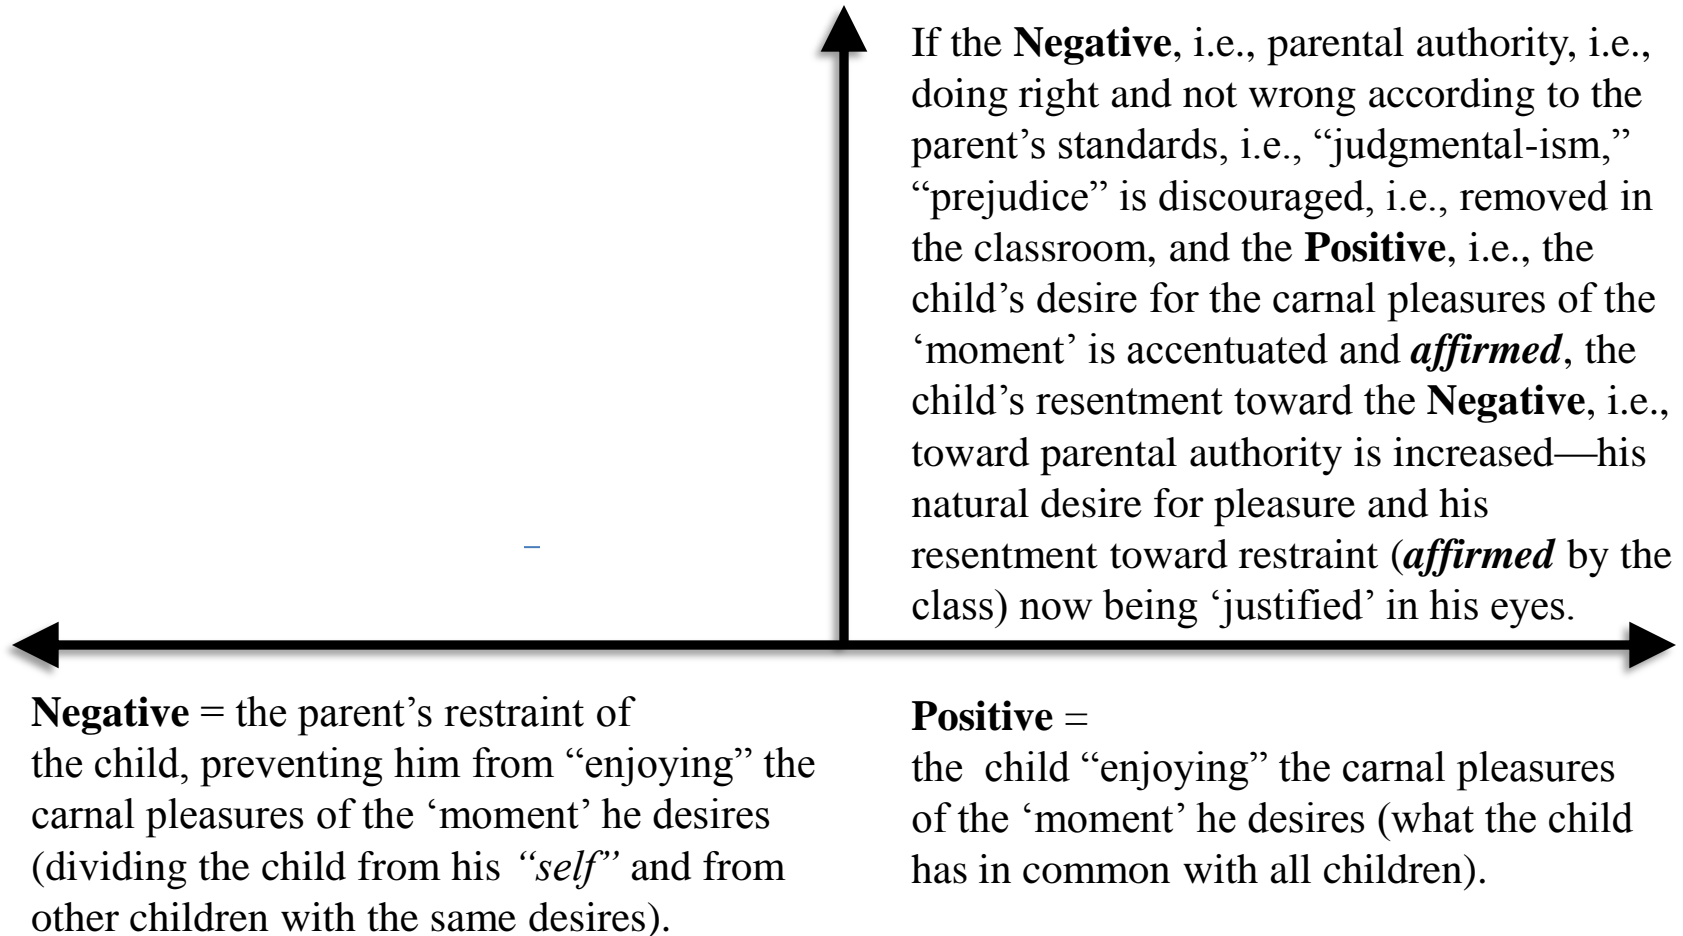 If the Negative, i.e., parental authority, i.e.,
doing right and not wrong according to the
parent’s standards, i.e., “judgmental-ism,”
“prejudice” is discouraged, i.e., removed in
the classroom, and the Positive, i.e., the
child’s desire for the carnal pleasures of the
‘moment’ is accentuated and affirmed, the
child’s resentment toward the Negative, i.e.,
toward parental authority is increased—his
natural desire for pleasure and his
resentment toward restraint (affirmed by the
class) now being ‘justified’ in his eyes.
Negative = the parent’s restraint of
the child, preventing him from “enjoying” the
carnal pleasures of the ‘moment’ he desires
(dividing the child from his “self” and from
other children with the same desires).
Positive =
the  child “enjoying” the carnal pleasures
of the ‘moment’ he desires (what the child
has in common with all children).